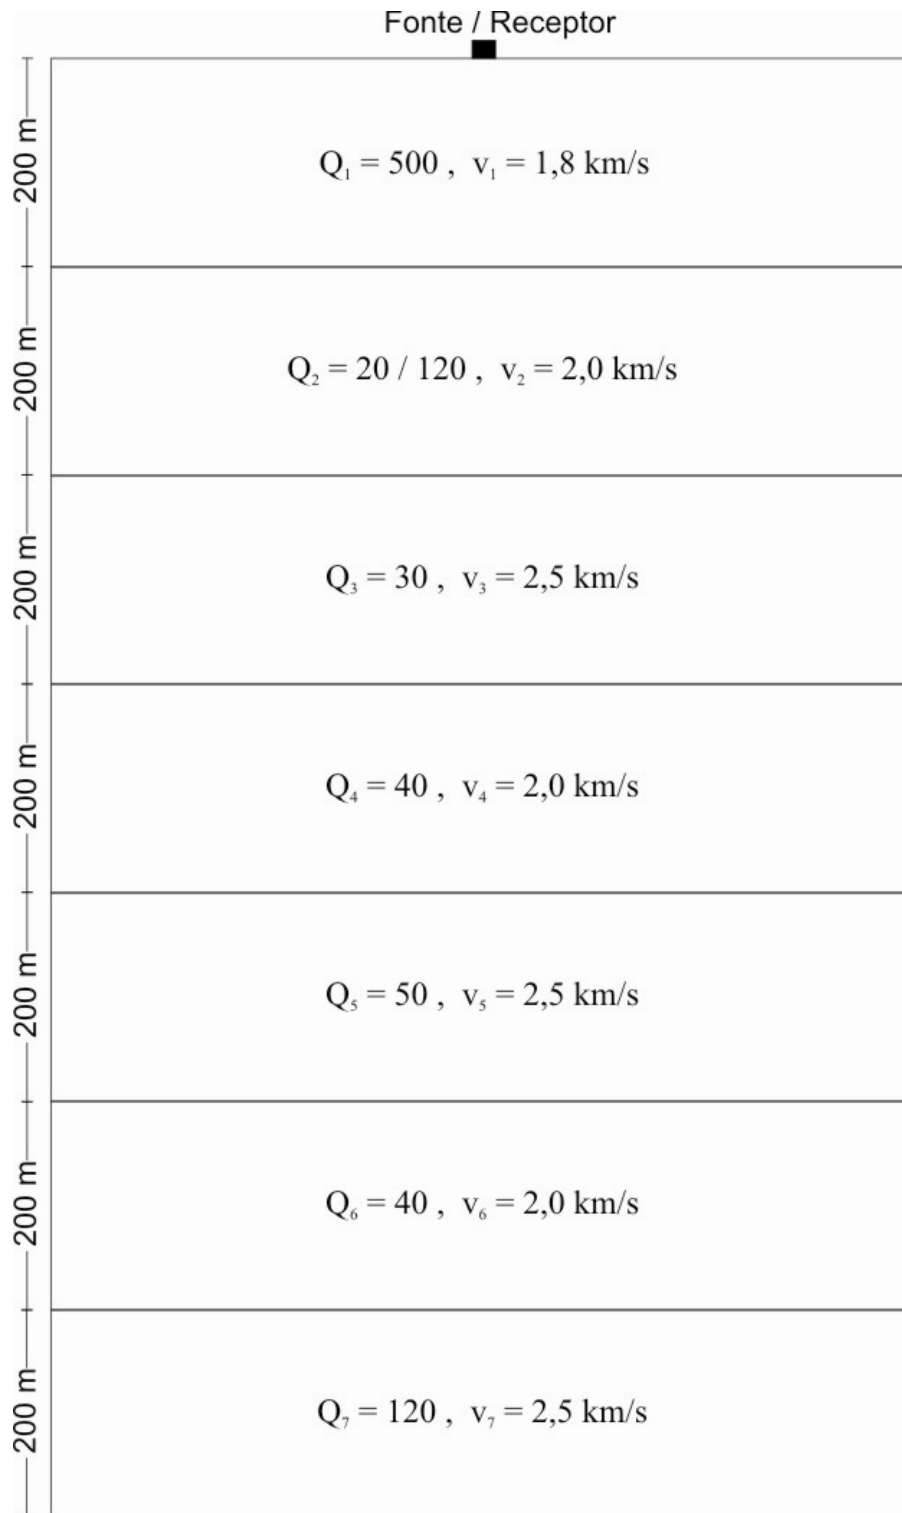 Fonte / Receptor
200 m
Q₁ = 500 , v₁ = 1,8 km/s
200 m
Q₂ = 20 / 120 , v₂ = 2,0 km/s
200 m
Q₃ = 30 , v₃ = 2,5 km/s
200 m
Q₄ = 40 , v₄ = 2,0 km/s
200 m
Q₅ = 50 , v₅ = 2,5 km/s
200 m
Q₆ = 40 , v₆ = 2,0 km/s
200 m
Q₇ = 120 , v₇ = 2,5 km/s